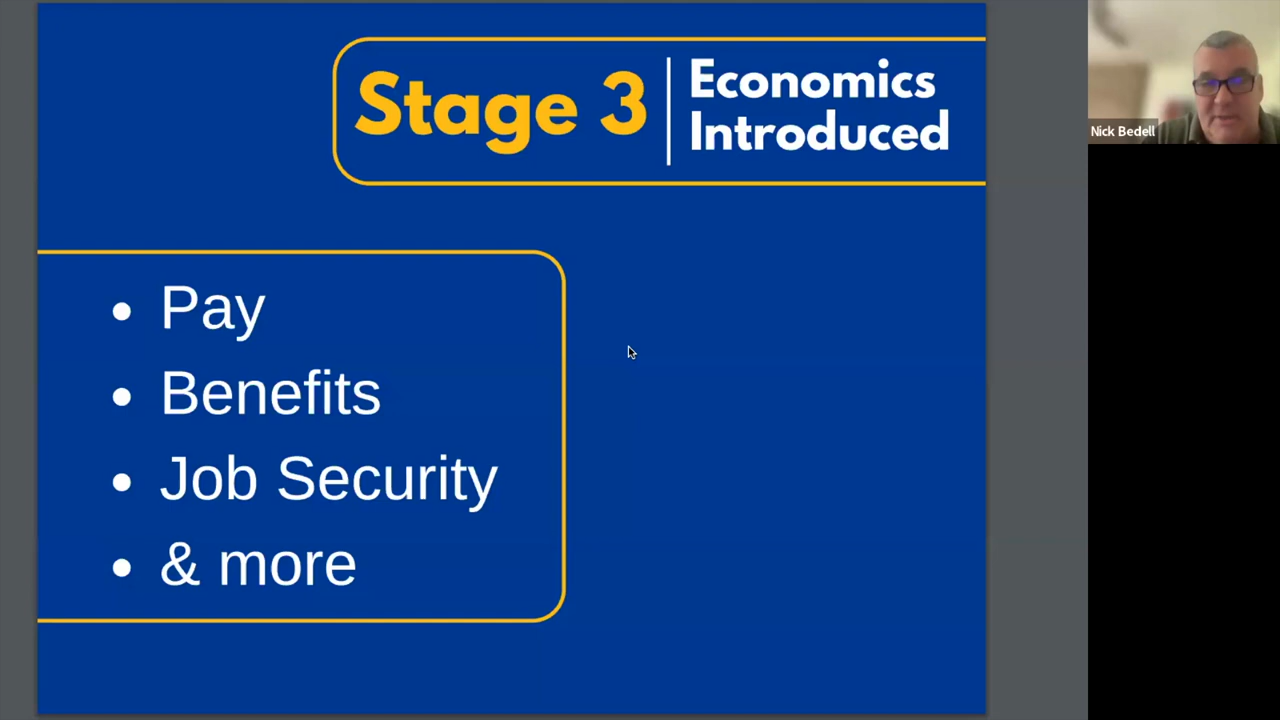 Stage 3
Economics
Introduced
• Pay
• Benefits
• Job Security
• & more
Nick Bedell